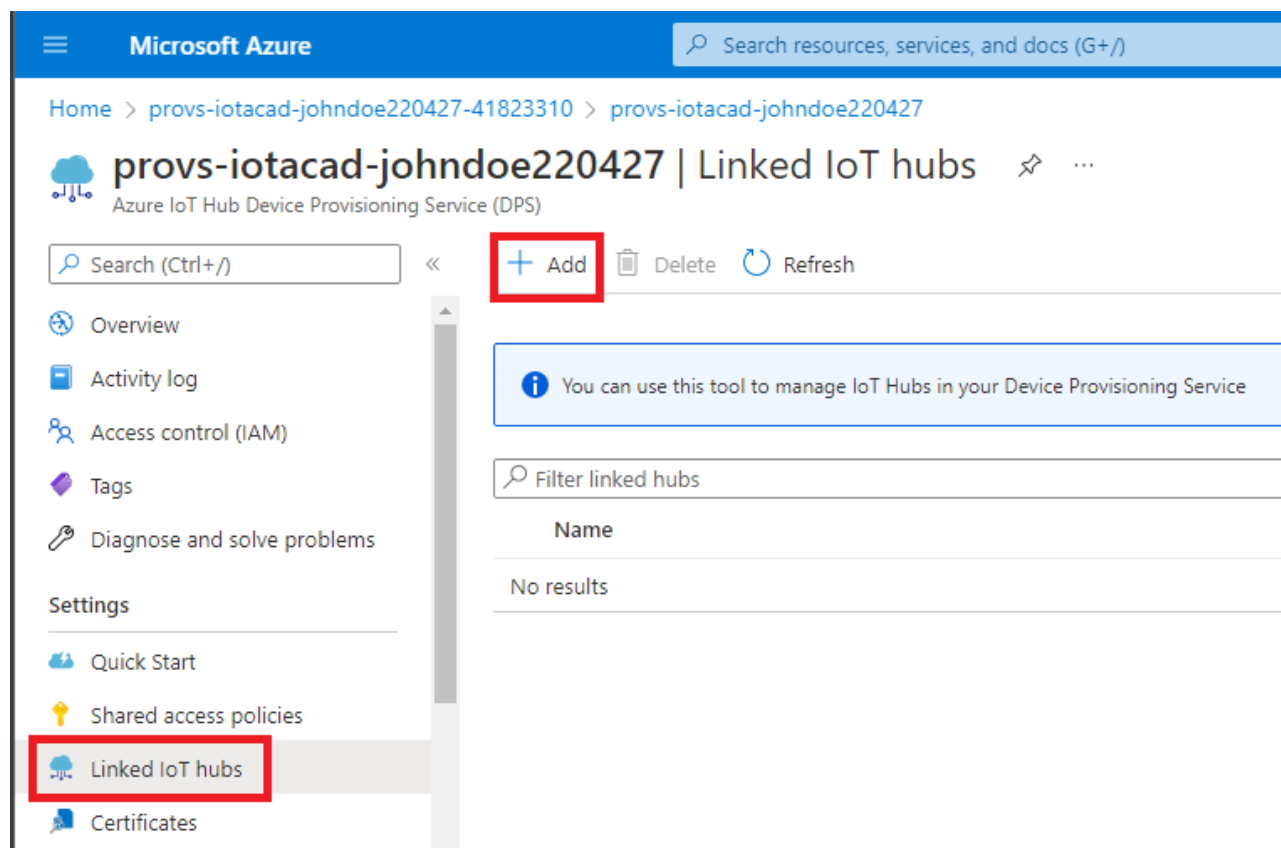 Microsoft Azure
Search resources, services, and docs (G+/)
Home > provs-iotacad-johndoe220427-41823310 > provs-iotacad-johndoe220427
provs-iotacad-johndoe220427 | Linked IoT hubs ...
Azure IoT Hub Device Provisioning Service (DPS)
Search (Ctrl+/)
«
+ Add
Delete
Refresh
Overview
Activity log
Access control (IAM)
Tags
Diagnose and solve problems
Settings
Quick Start
Shared access policies
Linked IoT hubs
Certificates
You can use this tool to manage IoT Hubs in your Device Provisioning Service
Filter linked hubs
Name
No results